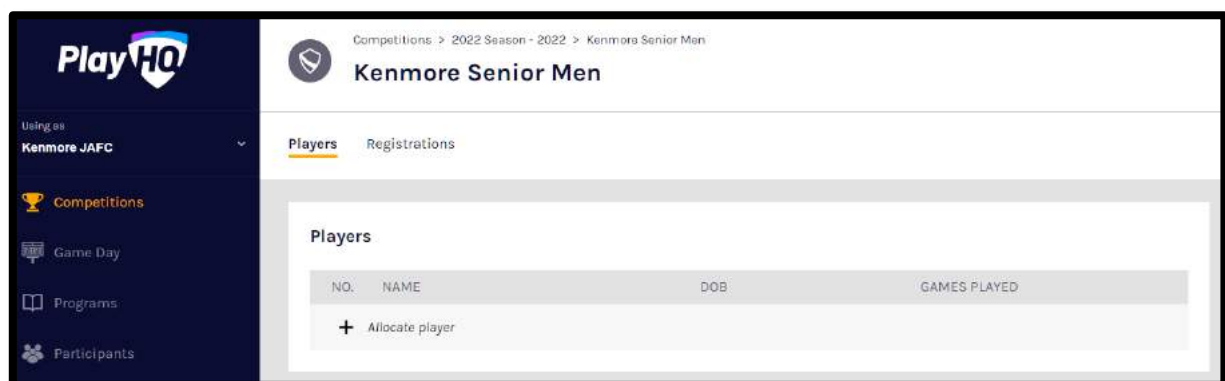 PlayHQ
Using as
Kenmore JAFC
Competitions
Game Day
Programs
Participants
Competitions > 2022 Season - 2022 > Kenmore Senior Men
Kenmore Senior Men
Players Registrations
Players
NO. NAME DOB GAMES PLAYED
+ Allocate player